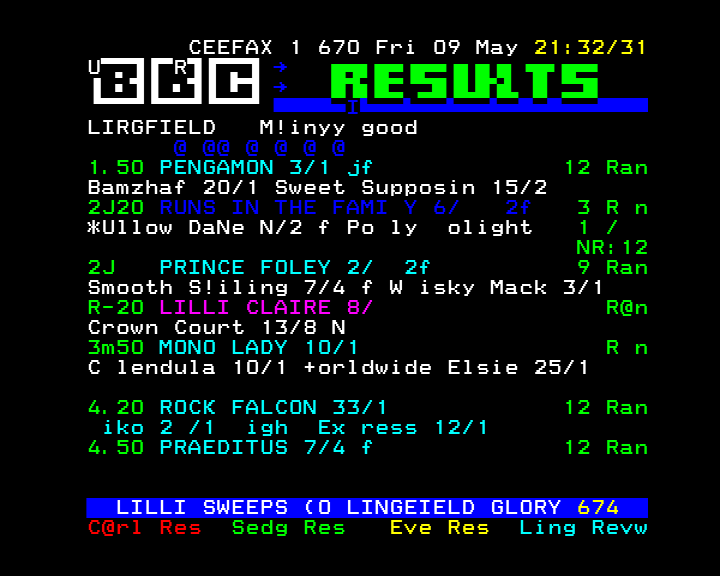 CEEFAX 1 670 Fri 09 May 21:32/31
U R BBC → → RESULTS
I
LIRGFIELD M!inyy good
@ @@ @ @ @ @
1.50 PENGAMON 3/1 jf 12 Ran
Bamzhaf 20/1 Sweet Supposin 15/2
2J20 RUNS IN THE FAMI Y 6/ 2f 3 R n
*Ullow DaNe N/2 f Po ly olight 1 /
NR:12
2J PRINCE FOLEY 2/ 2f 9 Ran
Smooth S!iling 7/4 f W isky Mack 3/1
R-20 LILLI CLAIRE 8/ R@n
Crown Court 13/8 N
3m50 MONO LADY 10/1 R n
C lendula 10/1 +orldwide Elsie 25/1
4.20 ROCK FALCON 33/1 12 Ran
iko 2 /1 igh Ex ress 12/1
4.50 PRAEDITUS 7/4 f 12 Ran
LILLI SWEEPS (O LINGEIELD GLORY 674
C@rl Res Sedg Res Eve Res Ling Revw